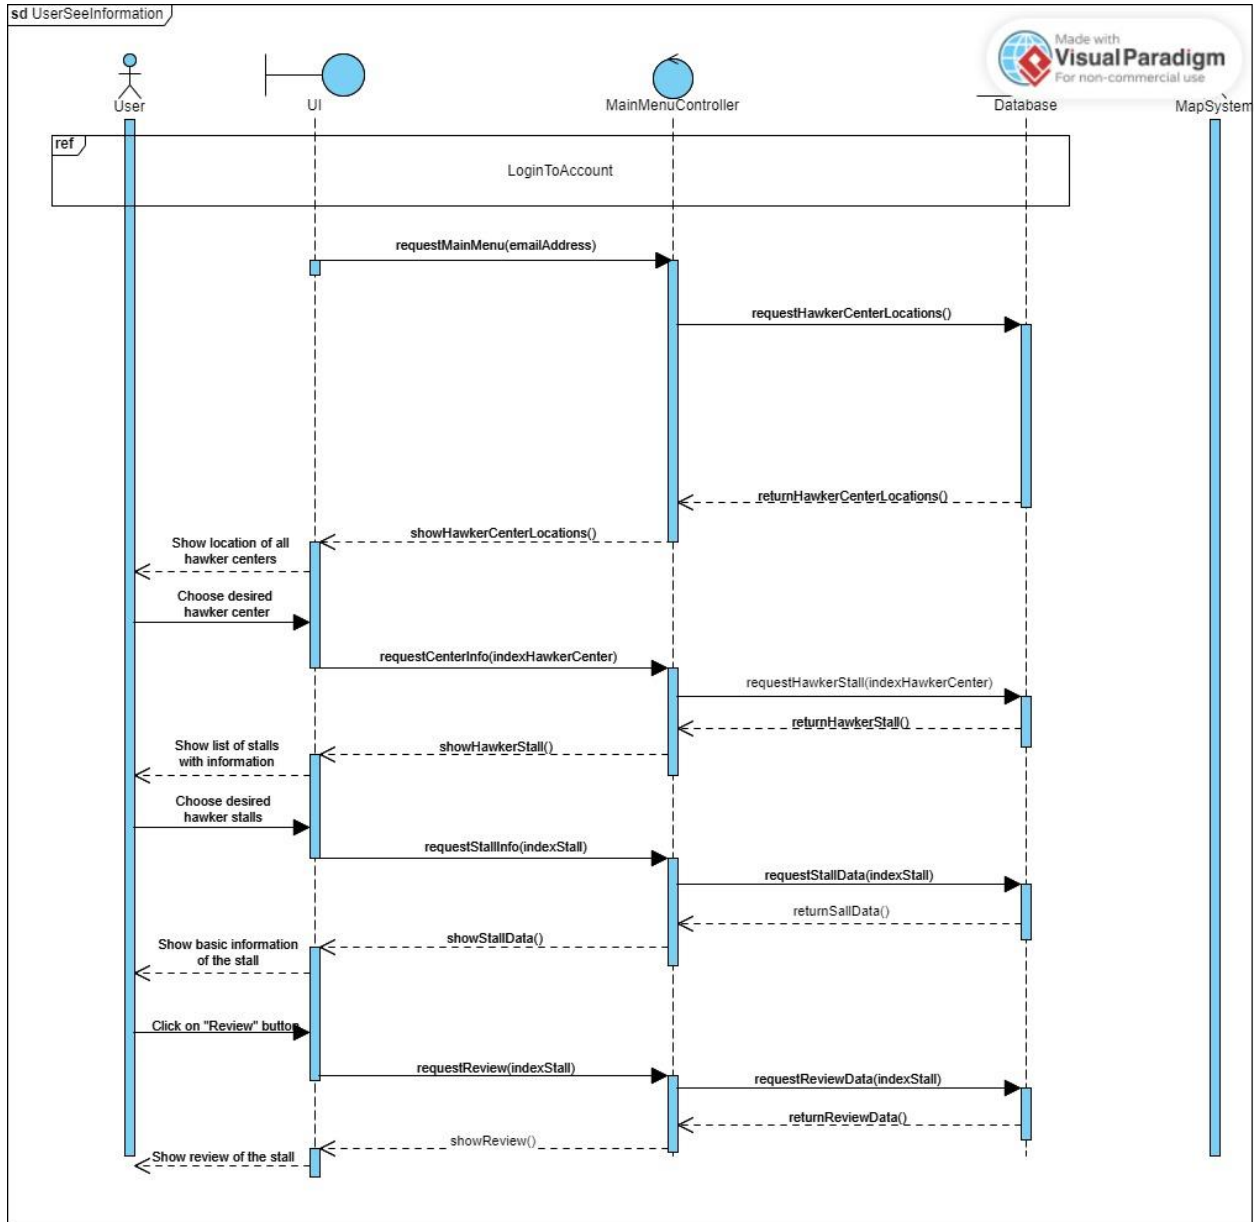 sd UserSeeInformation
Made with
Visual Paradigm
For non-commercial use
User
UI
MainMenuController
Database
MapSystem
ref
LoginToAccount
requestMainMenu(emailAddress)
requestHawkerCenterLocations()
returnHawkerCenterLocations()
showHawkerCenterLocations()
Show location of all
hawker centers
Choose desired
hawker center
requestCenterInfo(indexHawkerCenter)
requestHawkerStall(indexHawkerCenter)
returnHawkerStall()
showHawkerStall()
Show list of stalls
with information
Choose desired
hawker stalls
requestStallInfo(indexStall)
requestStallData(indexStall)
returnSallData()
showStallData()
Show basic information
of the stall
Click on "Review" button
requestReview(indexStall)
requestReviewData(indexStall)
returnReviewData()
showReview()
Show review of the stall